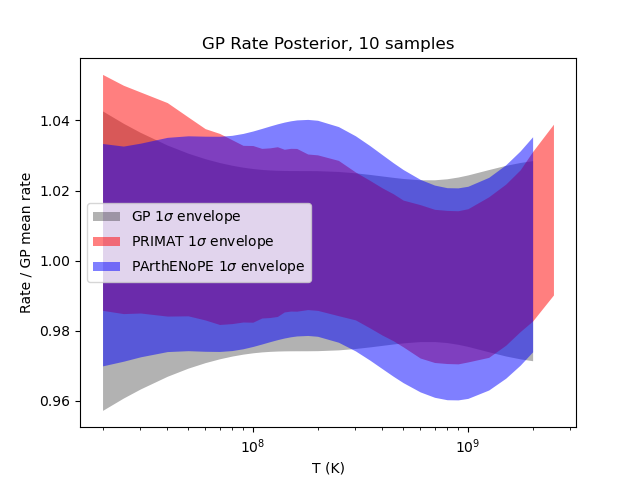 GP Rate Posterior, 10 samples
Rate / GP mean rate
1.04
1.02
1.00
0.98
0.96
GP 1σ envelope
PRIMAT 1σ envelope
PArthENoPE 1σ envelope
10⁸
10⁹
T (K)